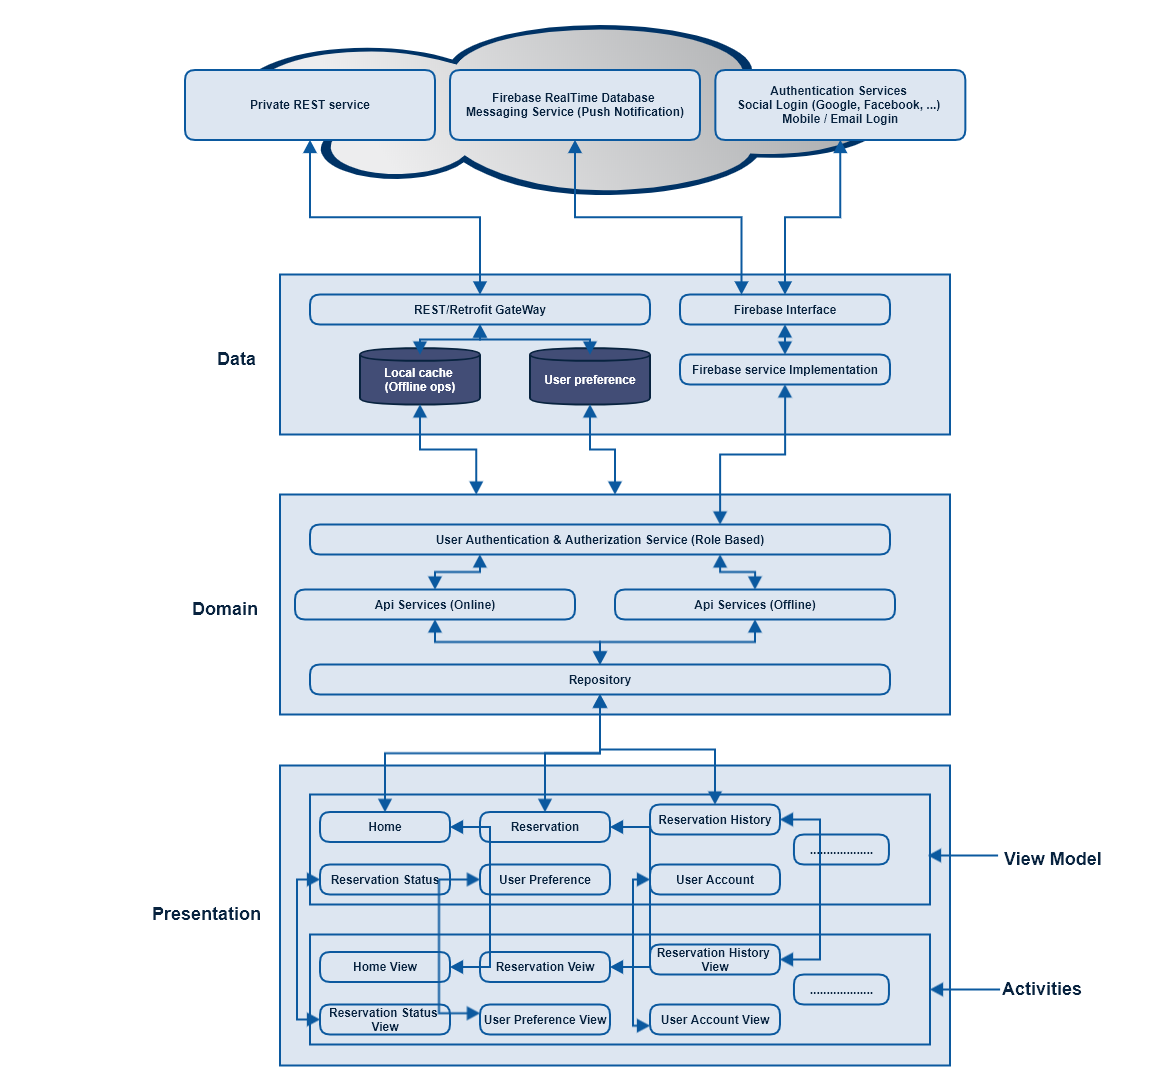 Private REST service
Firebase RealTime Database
Messaging Service (Push Notification)
Authentication Services
Social Login (Google, Facebook, ...)
Mobile / Email Login
Data
REST/Retrofit GateWay
Firebase Interface
Local cache
(Offline ops)
User preference
Firebase service Implementation
Domain
User Authentication & Autherization Service (Role Based)
Api Services (Online)
Api Services (Offline)
Repository
Presentation
Home
Reservation
Reservation History
...................
View Model
Reservation Status
User Preference
User Account
Home View
Reservation Veiw
Reservation History
View
...................
Activities
Reservation Status
View
User Preference View
User Account View